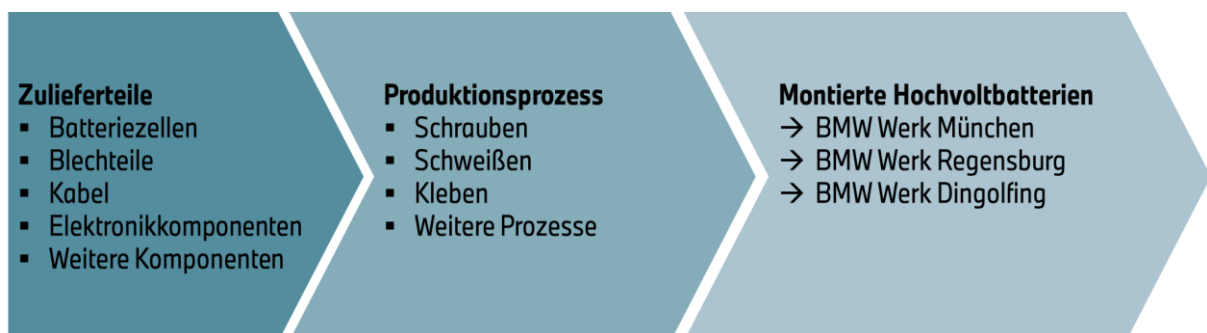 Zulieferteile
▪ Batteriezellen
▪ Blechteile
▪ Kabel
▪ Elektronikkomponenten
▪ Weitere Komponenten
Produktionsprozess
▪ Schrauben
▪ Schweißen
▪ Kleben
▪ Weitere Prozesse
Montierte Hochvoltbatterien
→ BMW Werk München
→ BMW Werk Regensburg
→ BMW Werk Dingolfing